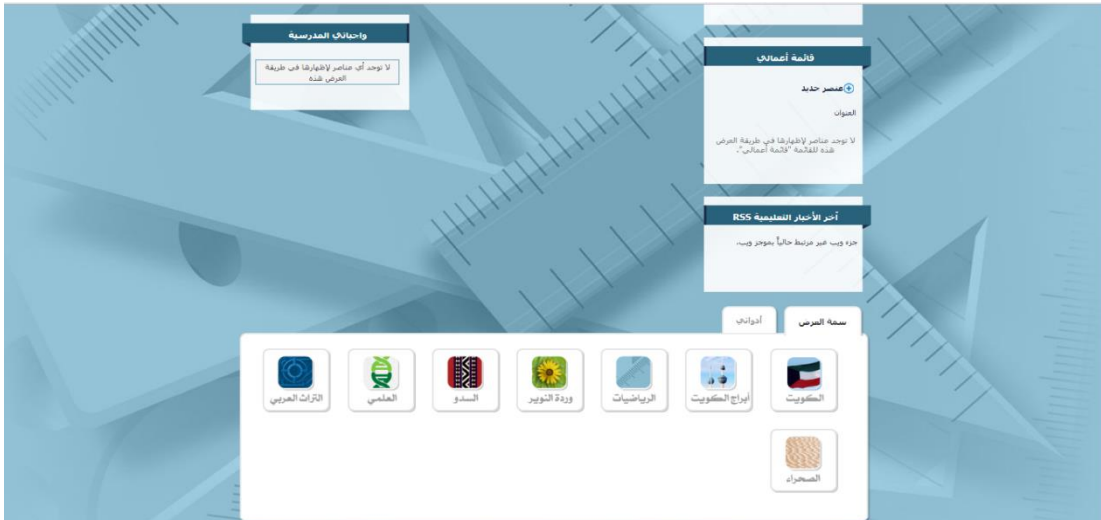 قائمة أعمالي
عنصر جديد
العنوان
لا توجد عناصر لإظهارها في طريقة العرض
هذه للقائمة "قائمة أعمالي".
آخر الأخبار التعليمية RSS
جزء ويب غير مرتبط حالياً بموجز ويب.
واجباتي المدرسية
لا توجد أي عناصر لإظهارها في طريقة
العرض هذه
سمة العرض
أدواتي
الكويت
أبراج الكويت
الرياضيات
وردة النوير
السدو
العلمي
التراث العربي
الصحراء